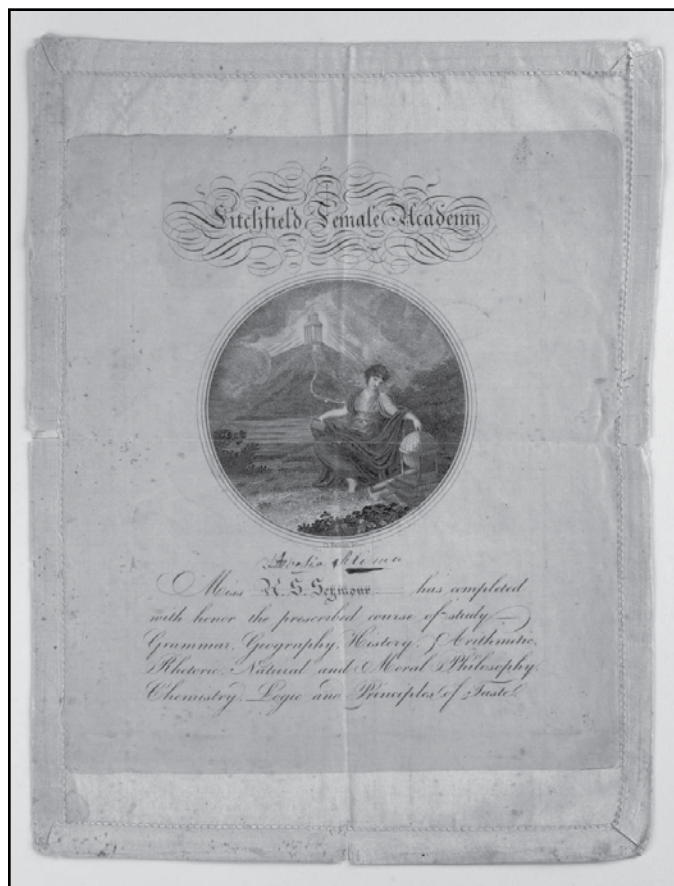 Litchfield Female Academy
Miss R. S. Seymour has completed
with honor the prescribed course of study
Grammar, Geography, History, Arithmetic,
Rhetoric, Natural and Moral Philosophy,
Chemistry, Logic and Principles of Taste.